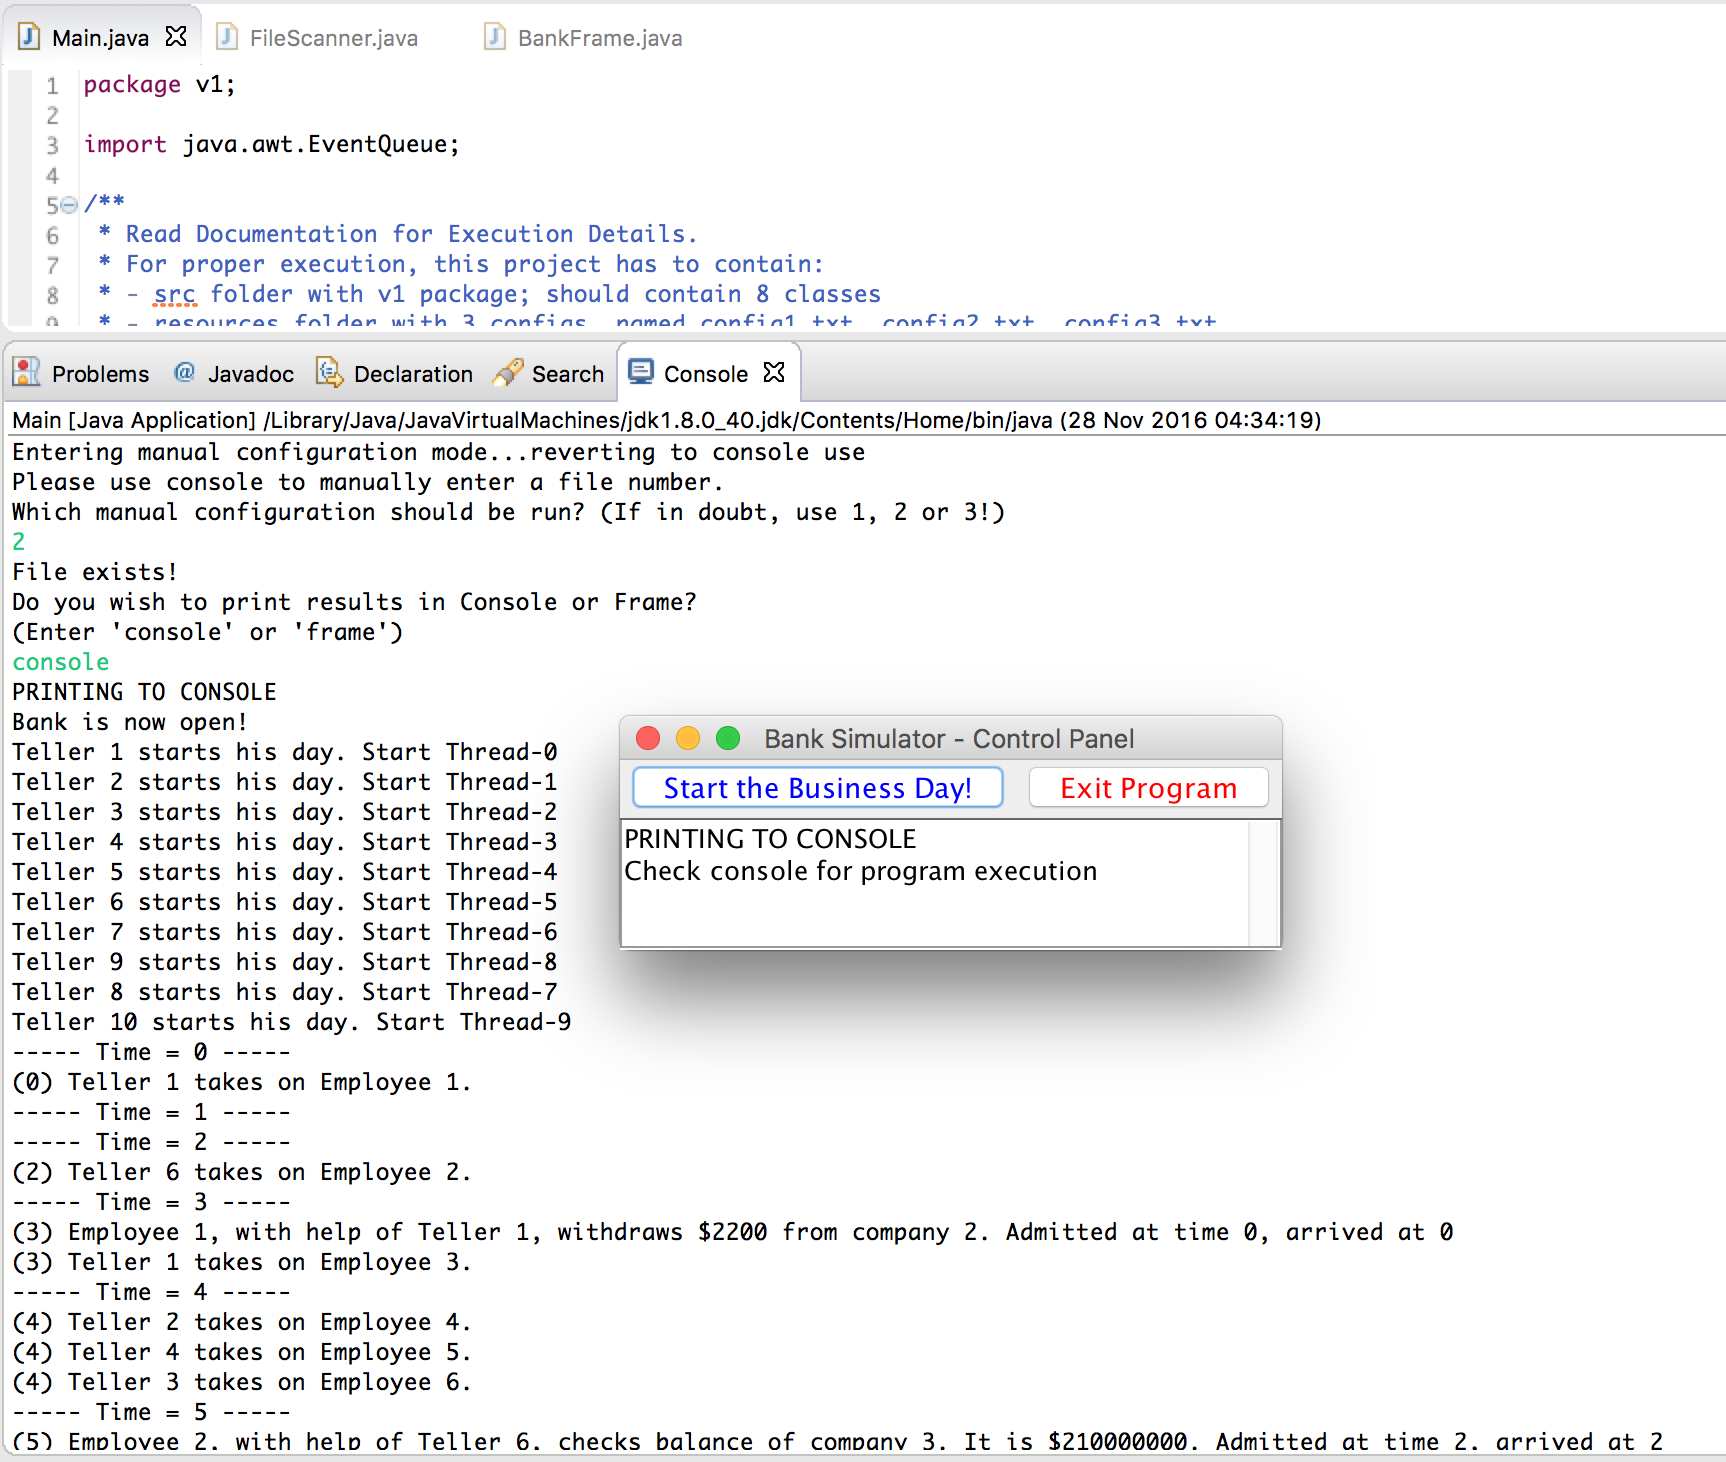 Main.java FileScanner.java BankFrame.java
1 package v1;
2
3 import java.awt.EventQueue;
4
5 /**
6 * Read Documentation for Execution Details.
7 * For proper execution, this project has to contain:
8 * - src folder with v1 package; should contain 8 classes
9 * - resources folder with 3 configs, named config1.txt, config2.txt, config3.txt
Problems @ Javadoc Declaration Search Console
Main [Java Application] /Library/Java/JavaVirtualMachines/jdk1.8.0_40.jdk/Contents/Home/bin/java (28 Nov 2016 04:34:19)
Entering manual configuration mode...reverting to console use
Please use console to manually enter a file number.
Which manual configuration should be run? (If in doubt, use 1, 2 or 3!)
2
File exists!
Do you wish to print results in Console or Frame?
(Enter 'console' or 'frame')
console
PRINTING TO CONSOLE
Bank is now open!
Teller 1 starts his day. Start Thread-0
Teller 2 starts his day. Start Thread-1
Teller 3 starts his day. Start Thread-2
Teller 4 starts his day. Start Thread-3
Teller 5 starts his day. Start Thread-4
Teller 6 starts his day. Start Thread-5
Teller 7 starts his day. Start Thread-6
Teller 9 starts his day. Start Thread-8
Teller 8 starts his day. Start Thread-7
Teller 10 starts his day. Start Thread-9
----- Time = 0 -----
(0) Teller 1 takes on Employee 1.
----- Time = 1 -----
----- Time = 2 -----
(2) Teller 6 takes on Employee 2.
----- Time = 3 -----
(3) Employee 1, with help of Teller 1, withdraws $2200 from company 2. Admitted at time 0, arrived at 0
(3) Teller 1 takes on Employee 3.
----- Time = 4 -----
(4) Teller 2 takes on Employee 4.
(4) Teller 4 takes on Employee 5.
(4) Teller 3 takes on Employee 6.
----- Time = 5 -----
(5) Employee 2, with help of Teller 6, checks balance of company 3. It is $210000000. Admitted at time 2, arrived at 2
Bank Simulator - Control Panel
Start the Business Day! Exit Program
PRINTING TO CONSOLE
Check console for program execution